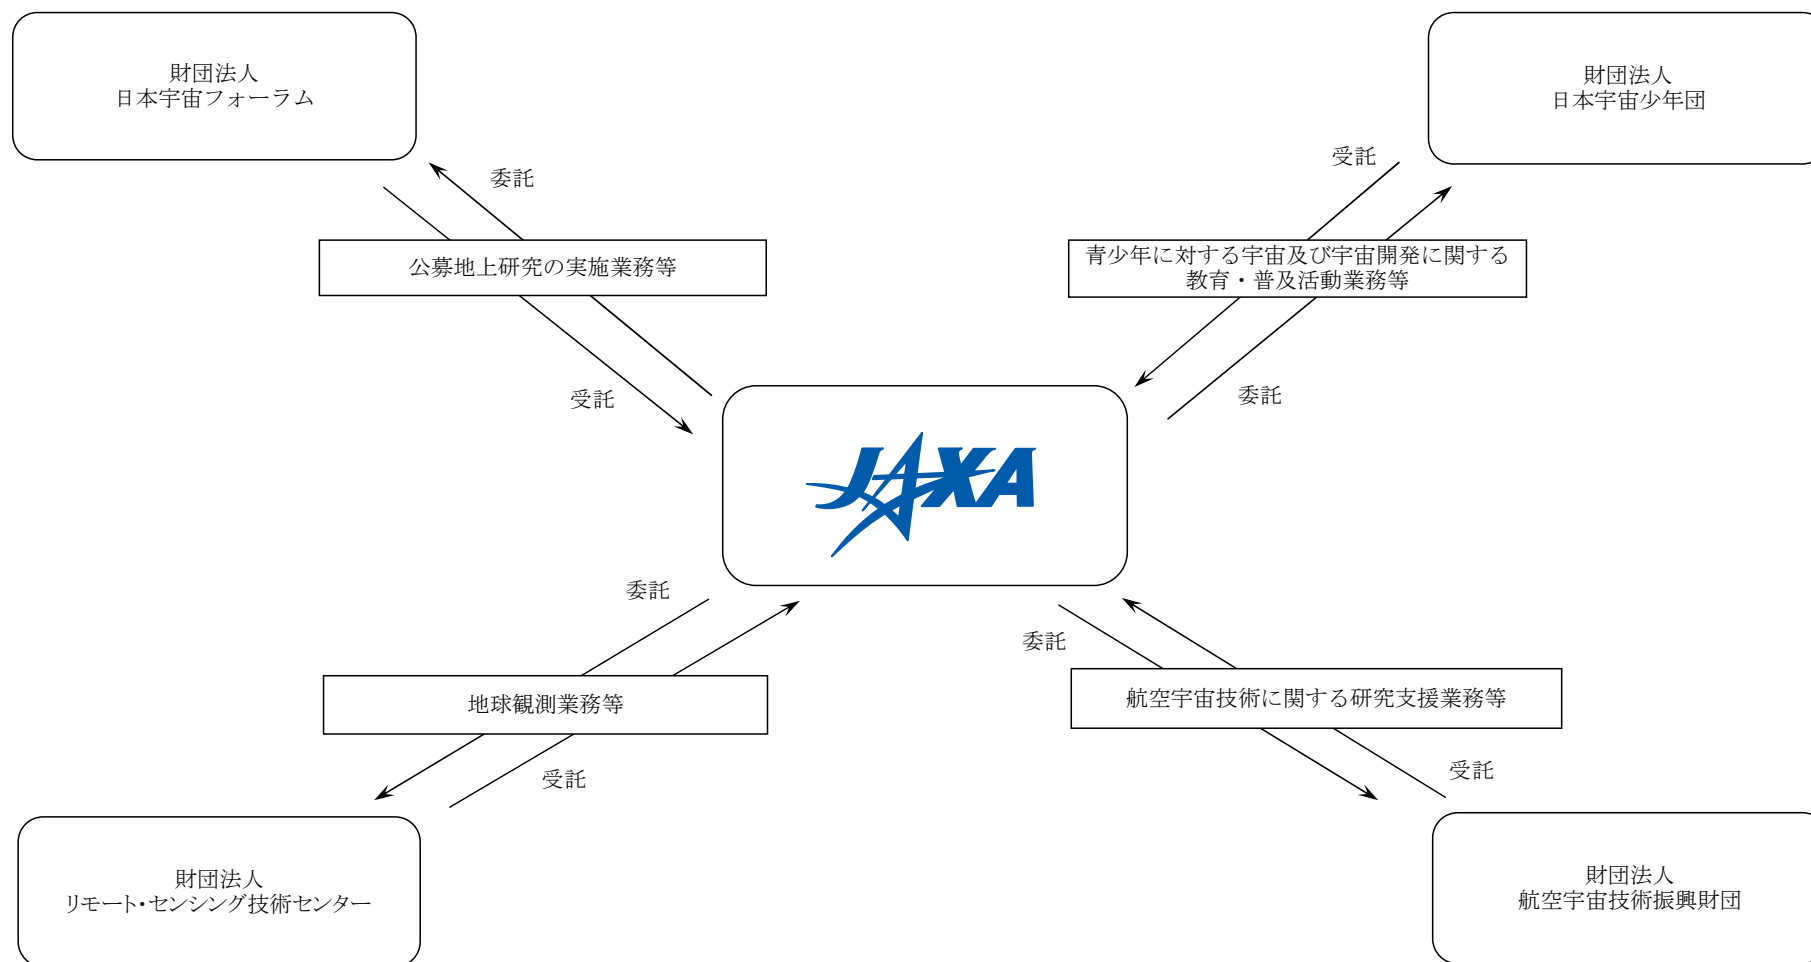 財団法人
日本宇宙フォーラム
財団法人
日本宇宙少年団
委託
受託
公募地上研究の実施業務等
青少年に対する宇宙及び宇宙開発に関する
教育・普及活動業務等
受託
委託
JAXA
委託
委託
地球観測業務等
航空宇宙技術に関する研究支援業務等
受託
受託
財団法人
リモート・センシング技術センター
財団法人
航空宇宙技術振興財団